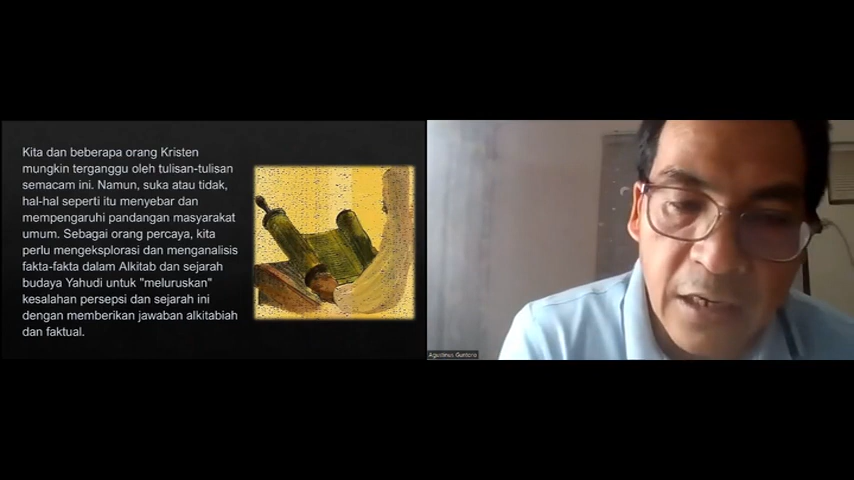 Kita dan beberapa orang Kristen
mungkin terganggu oleh tulisan-tulisan
semacam ini. Namun, suka atau tidak,
hal-hal seperti itu menyebar dan
mempengaruhi pandangan masyarakat
umum. Sebagai orang percaya, kita
perlu mengeksplorasi dan menganalisis
fakta-fakta dalam Alkitab dan sejarah
budaya Yahudi untuk "meluruskan"
kesalahan persepsi dan sejarah ini
dengan memberikan jawaban alkitabiah
dan faktual.